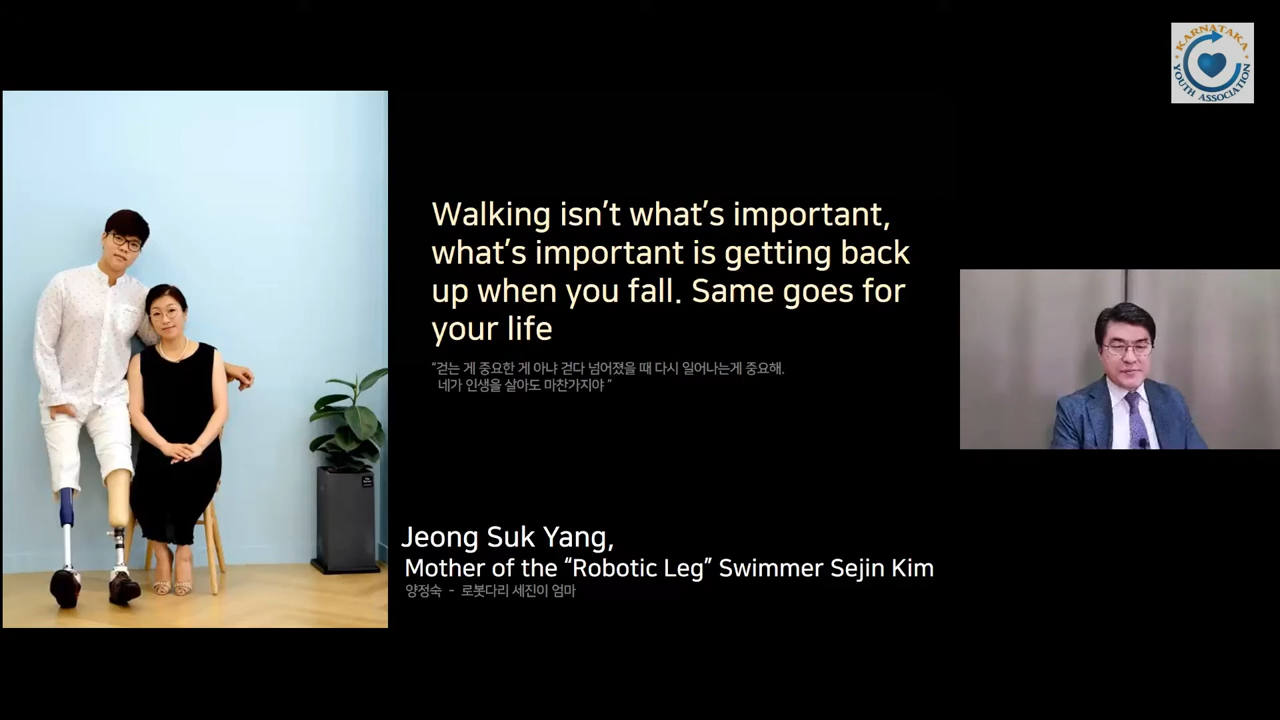 KARNATAKA
YOUTH ASSOCIATION
Walking isn't what's important,
what's important is getting back
up when you fall. Same goes for
your life
"걷는 게 중요한 게 아냐 걷다 넘어졌을 때 다시 일어나는게 중요해.
네가 인생을 살아도 마찬가지야 "
Jeong Suk Yang,
Mother of the “Robotic Leg” Swimmer Sejin Kim
양정숙 - 로봇다리 세진이 엄마